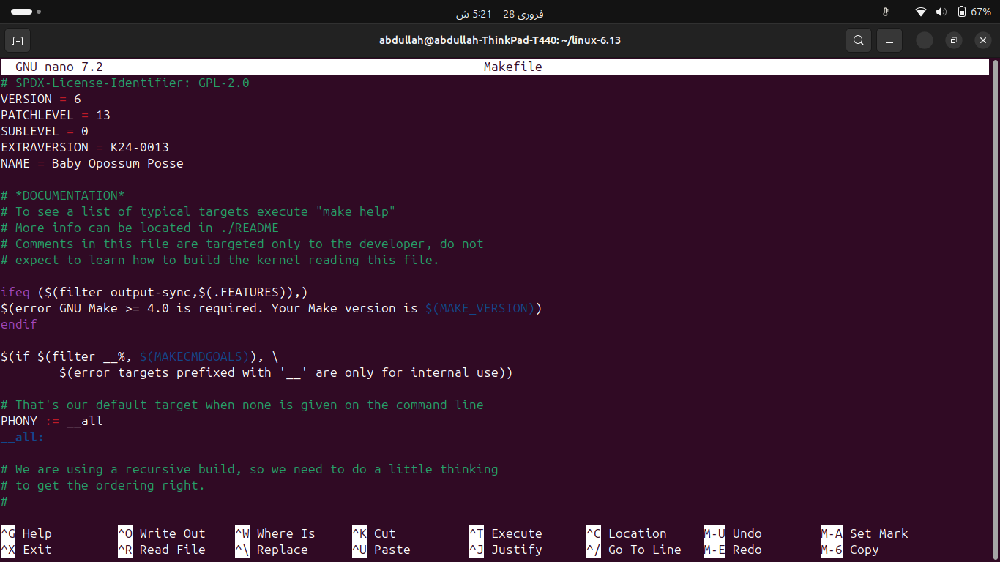 فروری 28   5:21 ش
67%
abdullah@abdullah-ThinkPad-T440: ~/linux-6.13
GNU nano 7.2 Makefile
# SPDX-License-Identifier: GPL-2.0
VERSION = 6
PATCHLEVEL = 13
SUBLEVEL = 0
EXTRAVERSION = K24-0013
NAME = Baby Opossum Posse
# *DOCUMENTATION*
# To see a list of typical targets execute "make help"
# More info can be located in ./README
# Comments in this file are targeted only to the developer, do not
# expect to learn how to build the kernel reading this file.
ifeq ($(filter output-sync,$(.FEATURES)),)
$(error GNU Make >= 4.0 is required. Your Make version is $(MAKE_VERSION))
endif
$(if $(filter __%, $(MAKECMDGOALS)), \
        $(error targets prefixed with '__' are only for internal use))
# That's our default target when none is given on the command line
PHONY := __all
__all:
# We are using a recursive build, so we need to do a little thinking
# to get the ordering right.
#
^G Help ^O Write Out ^W Where Is ^K Cut ^T Execute ^C Location M-U Undo M-A Set Mark
^X Exit ^R Read File ^\ Replace ^U Paste ^J Justify ^/ Go To Line M-E Redo M-6 Copy